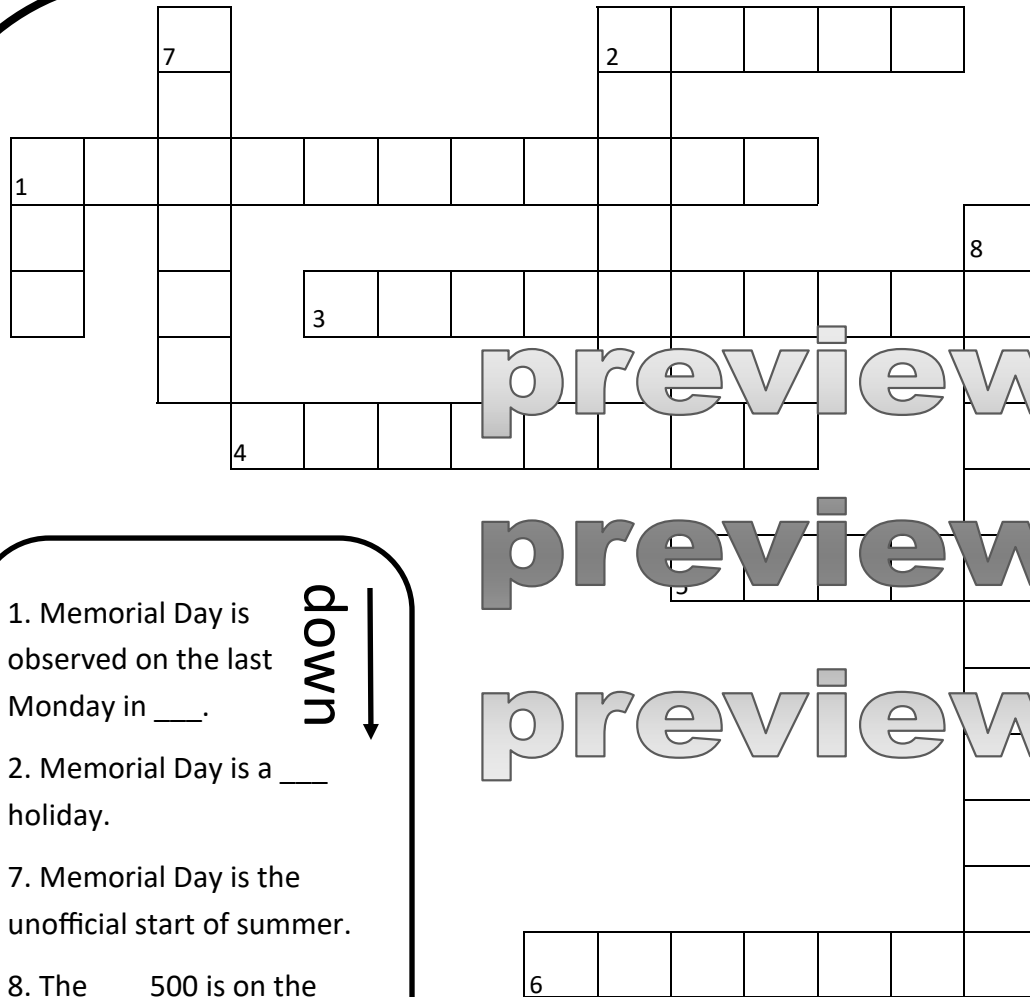 7
2
1
8
3
preview
4
preview
5
down
1. Memorial Day is
observed on the last
Monday in ___.
2. Memorial Day is a ___
holiday.
7. Memorial Day is the
unofficial start of summer.
8. The ___ 500 is on the
preview
6